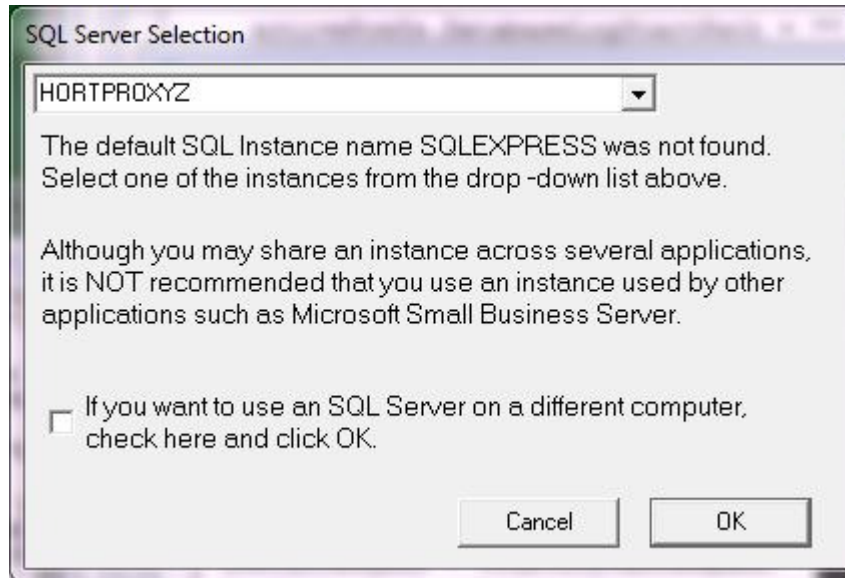 SQL Server Selection
HORTPROXYZ
The default SQL Instance name SQLEXPRESS was not found.
Select one of the instances from the drop -down list above.
Although you may share an instance across several applications,
it is NOT recommended that you use an instance used by other
applications such as Microsoft Small Business Server.
If you want to use an SQL Server on a different computer,
check here and click OK.
Cancel
OK